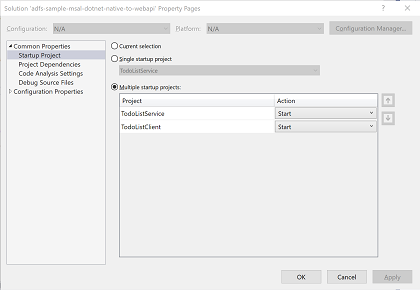 Solution 'adfs-sample-msal-dotnet-native-to-webapi' Property Pages
? ×
Configuration: N/A Platform: N/A Configuration Manager...
Common Properties
Startup Project
Project Dependencies
Code Analysis Settings
Debug Source Files
Configuration Properties
Current selection
Single startup project
TodoListService
Multiple startup projects:
Project Action
TodoListService Start
TodoListClient Start
OK Cancel Apply